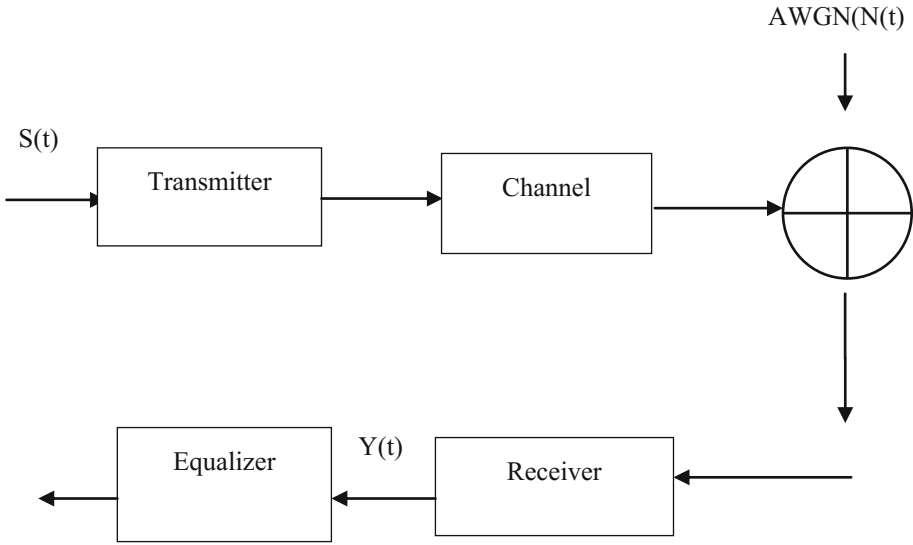 AWGN(N(t)
S(t)
Transmitter
Channel
Equalizer
Y(t)
Receiver